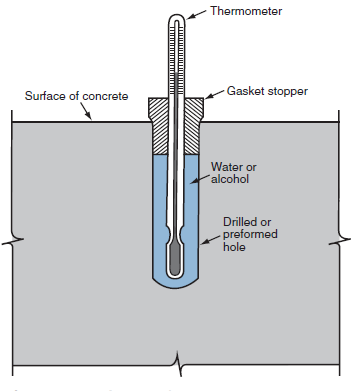 Thermometer
Surface of concrete
Gasket stopper
Water or
alcohol
Drilled or
preformed
hole